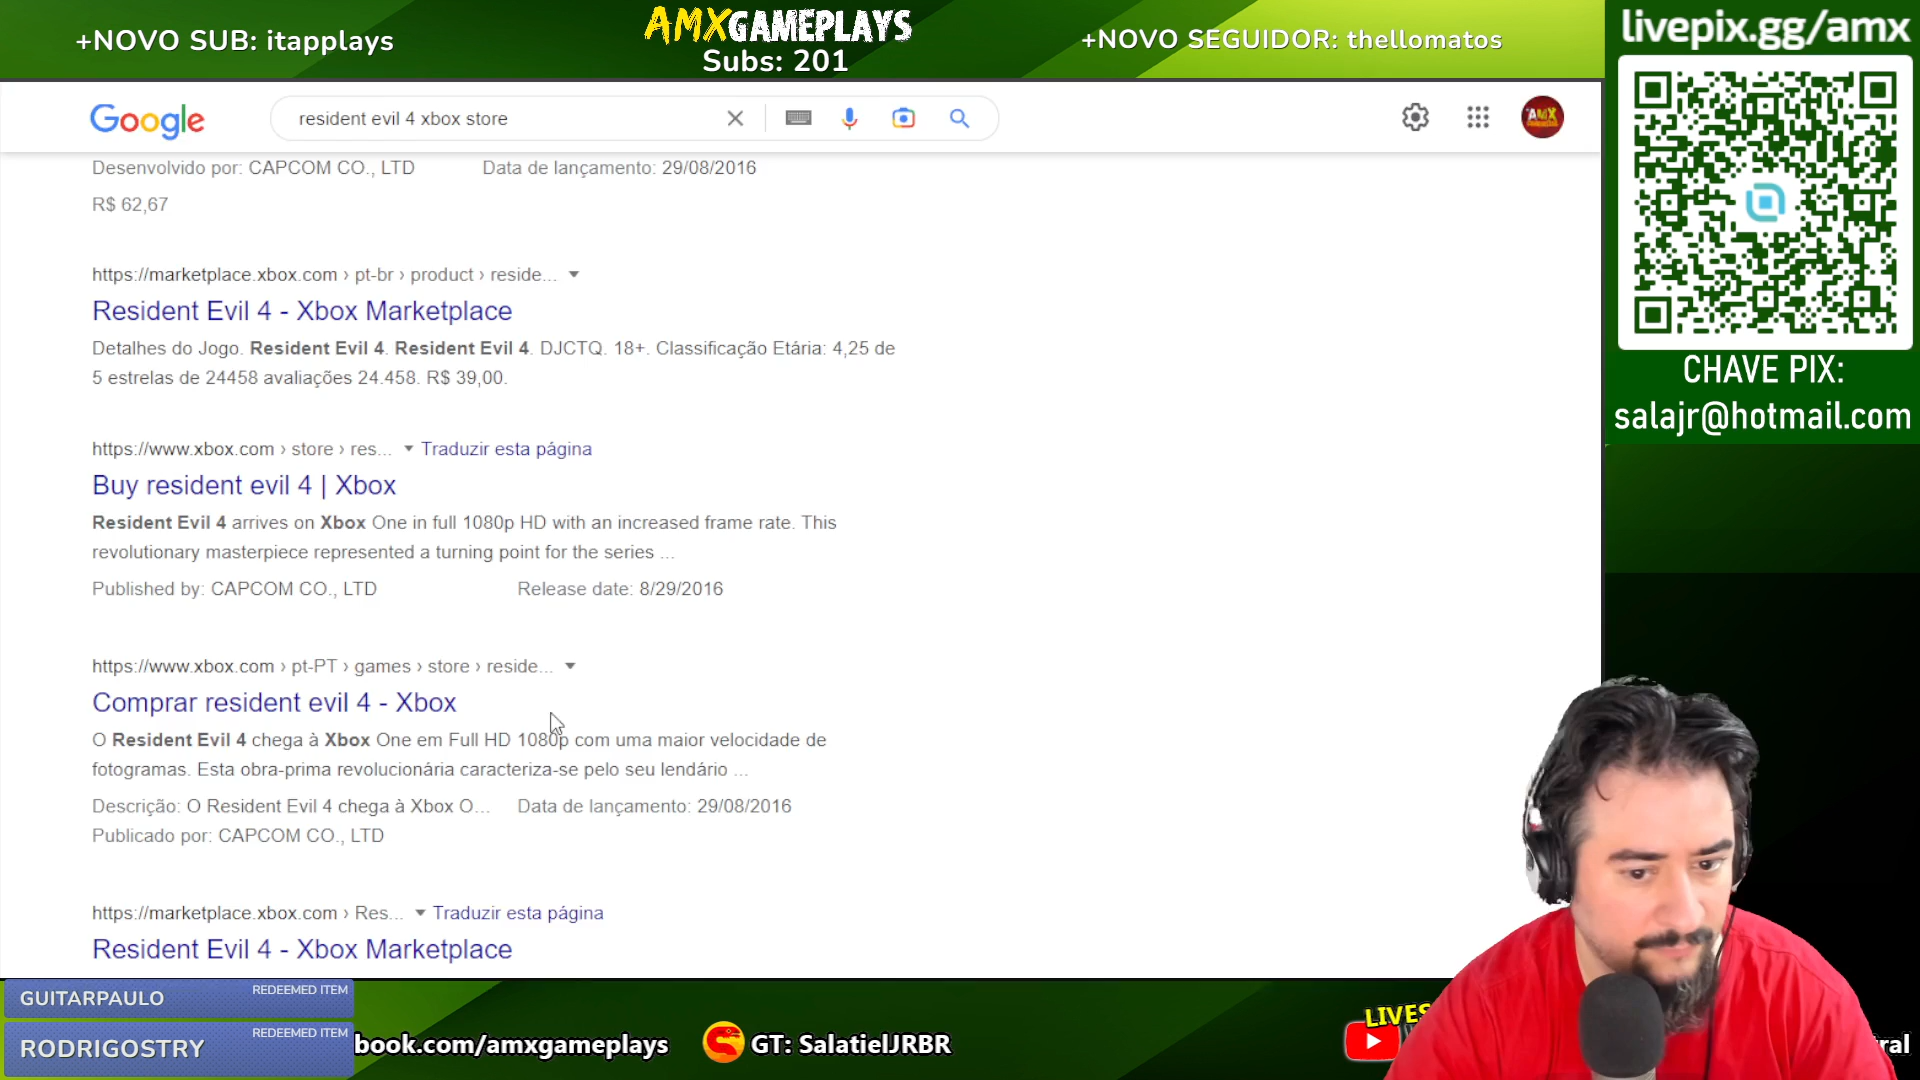 +NOVO SUB: itapplays
AMXGAMEPLAYS
Subs: 201
+NOVO SEGUIDOR: thellomatos
livepix.gg/amx
Google
resident evil 4 xbox store
AMX
Desenvolvido por: CAPCOM CO., LTD
Data de lançamento: 29/08/2016
R$ 62,67
https://marketplace.xbox.com › pt-br › product › reside...
Resident Evil 4 - Xbox Marketplace
Detalhes do Jogo. Resident Evil 4. Resident Evil 4. DJCTQ. 18+. Classificação Etária: 4,25 de
5 estrelas de 24458 avaliações 24.458. R$ 39,00.
https://www.xbox.com › store › res...
Traduzir esta página
Buy resident evil 4 | Xbox
Resident Evil 4 arrives on Xbox One in full 1080p HD with an increased frame rate. This
revolutionary masterpiece represented a turning point for the series ...
Published by: CAPCOM CO., LTD
Release date: 8/29/2016
https://www.xbox.com › pt-PT › games › store › reside...
Comprar resident evil 4 - Xbox
O Resident Evil 4 chega à Xbox One em Full HD 1080p com uma maior velocidade de
fotogramas. Esta obra-prima revolucionária caracteriza-se pelo seu lendário ...
Descrição: O Resident Evil 4 chega à Xbox O...
Data de lançamento: 29/08/2016
Publicado por: CAPCOM CO., LTD
https://marketplace.xbox.com › Res...
Traduzir esta página
Resident Evil 4 - Xbox Marketplace
CHAVE PIX:
salajr@hotmail.com
GUITARPAULO
REDEEMED ITEM
RODRIGOSTRY
REDEEMED ITEM
book.com/amxgameplays
GT: SalatielJRBR
LIVES
ral